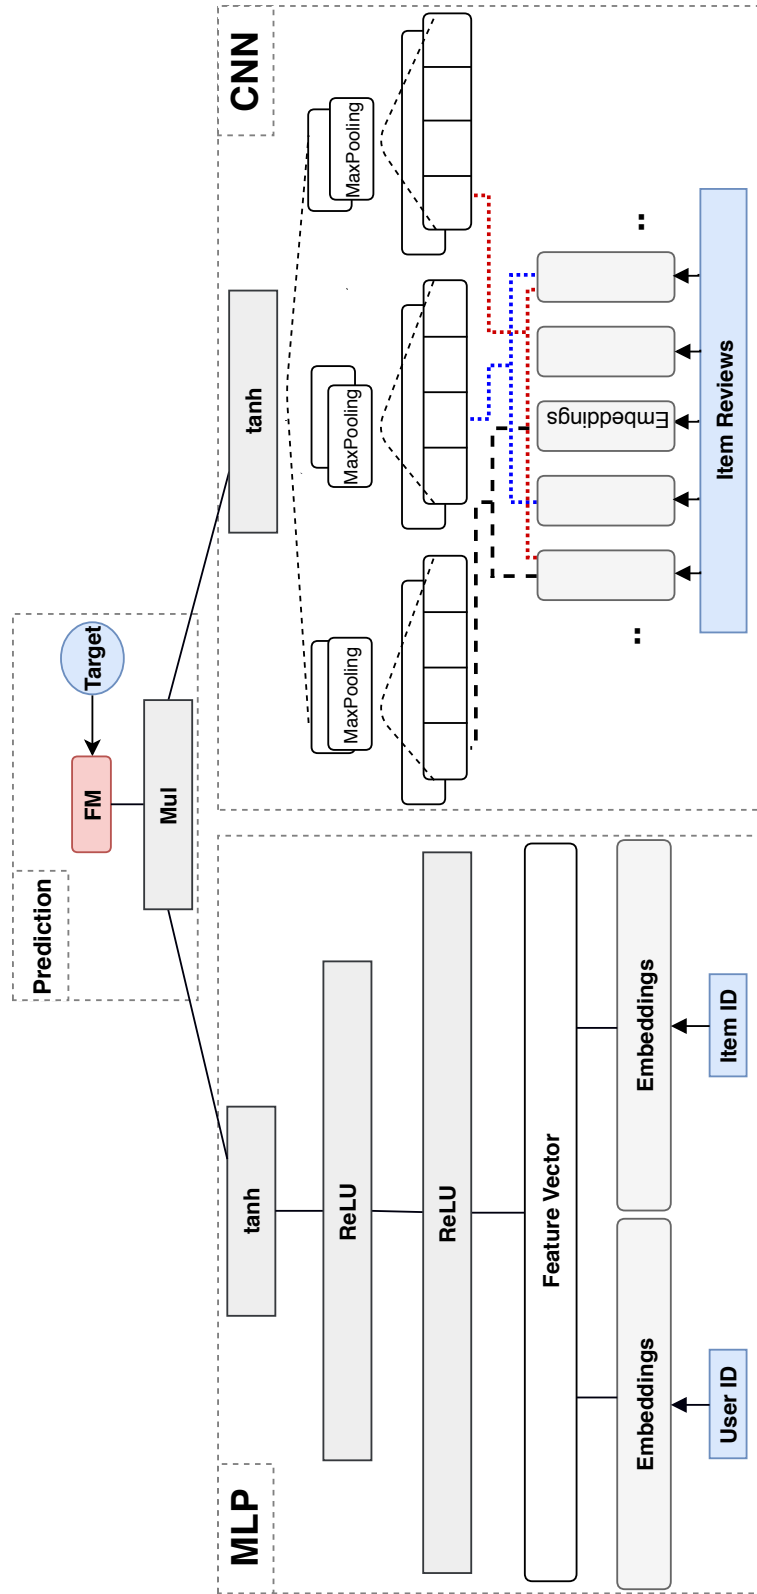 Prediction
FM
Target
Mul
MLP
CNN
tanh
tanh
ReLU
MaxPooling
MaxPooling
MaxPooling
ReLU
Feature Vector
Embeddings
Embeddings
Embeddings
..
..
User ID
Item ID
Item Reviews